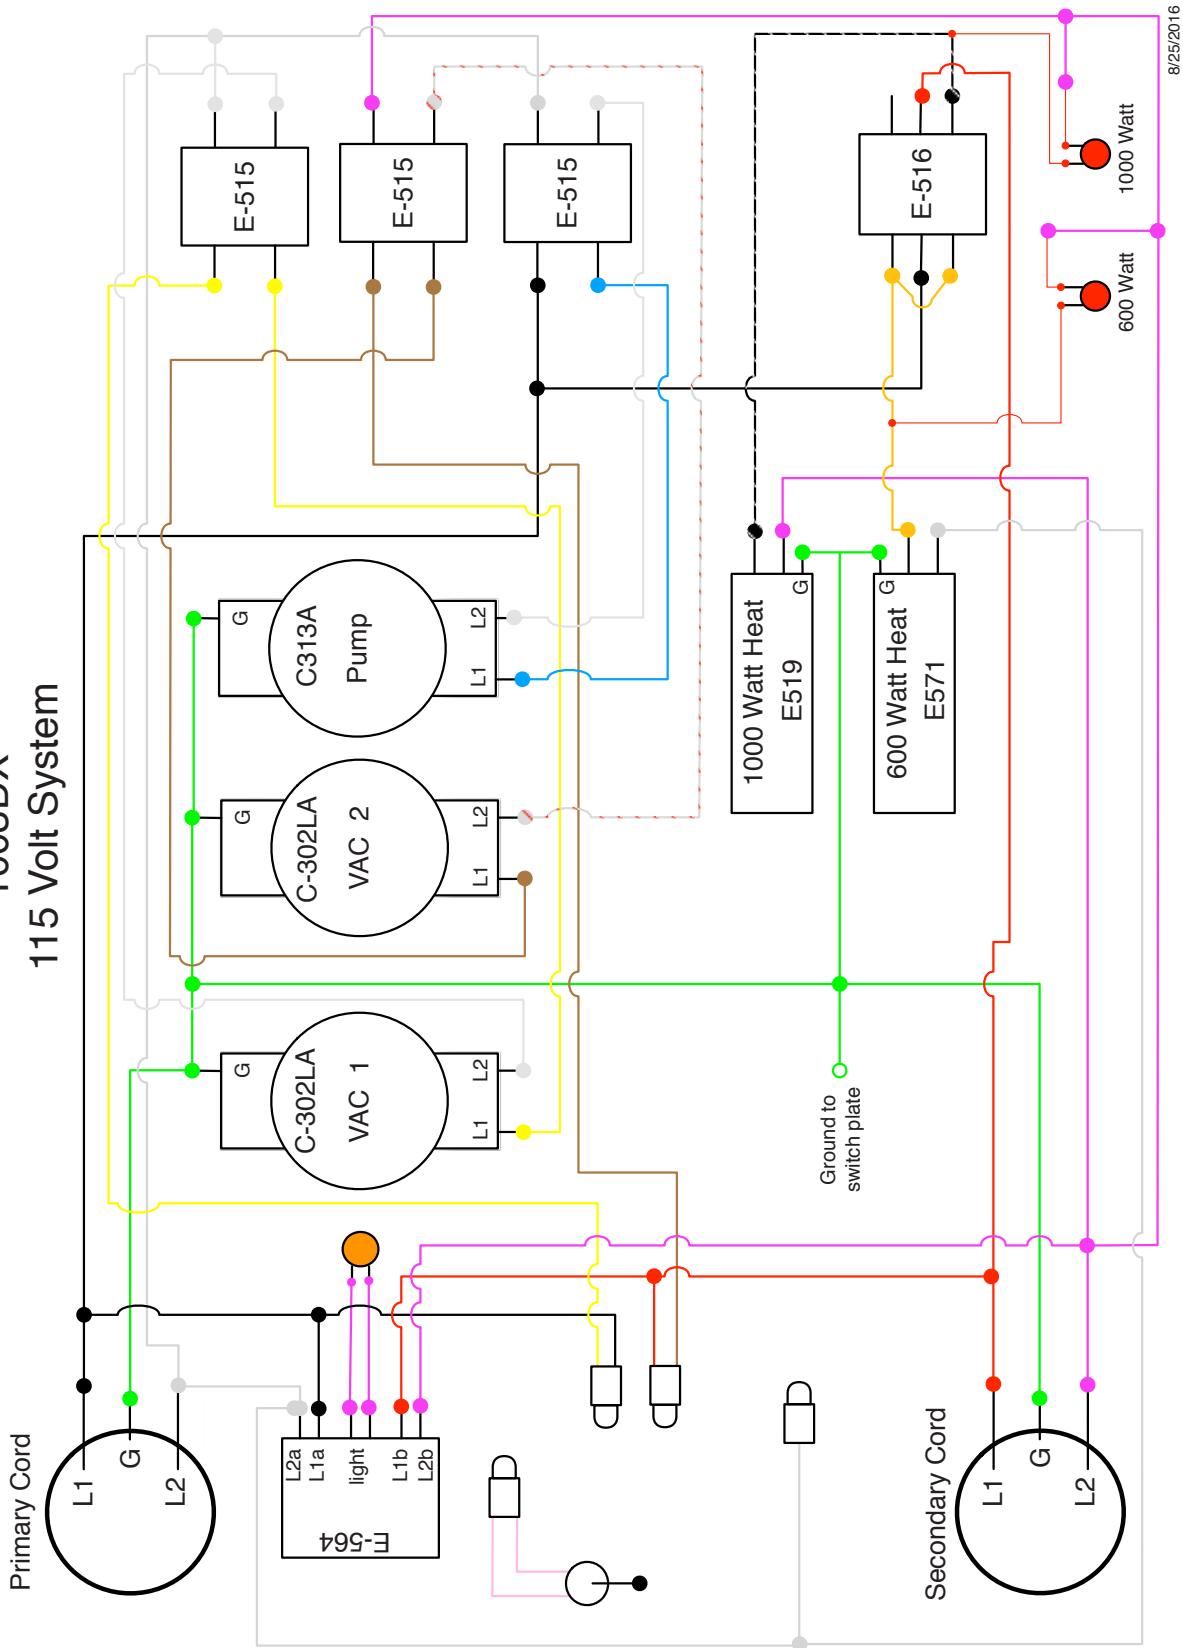 115 Volt System
Primary Cord
L1
G
L2
L2a
L1a
light
L1b
L2b
E-564
G
C-302LA
VAC 1
L1
L2
G
C-302LA
VAC 2
L1
L2
G
C313A
Pump
L1
L2
E-515
E-515
E-515
E-516
1000 Watt Heat
E519
G
600 Watt Heat
E571
G
Ground to
switch plate
Secondary Cord
L1
G
L2
600 Watt
1000 Watt
8/25/2016